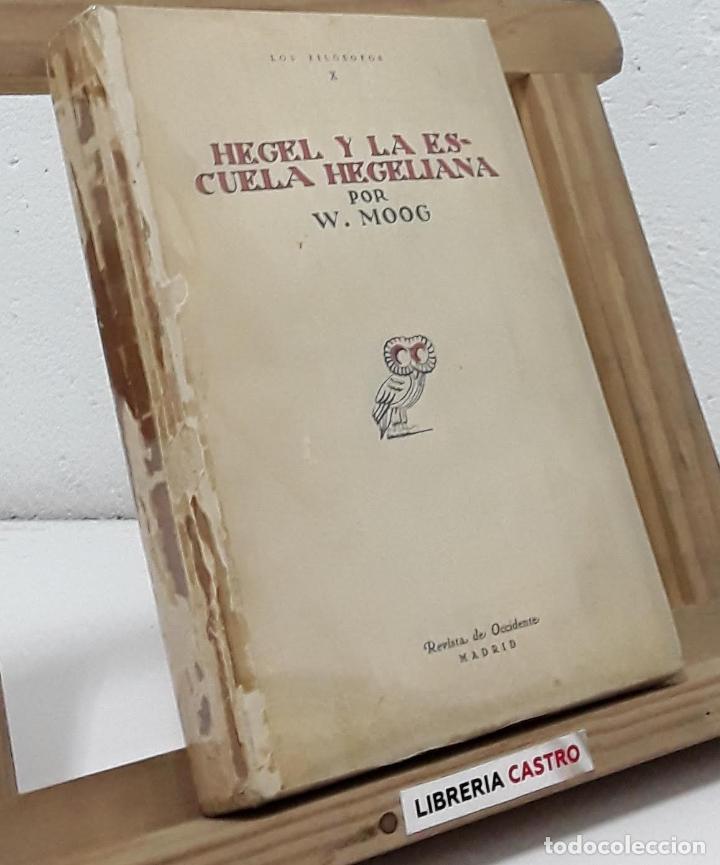 LOS FILÓSOFOS
X
HEGEL Y LA ES-
CUELA HEGELIANA
POR
W. MOOG
Revista de Occidente
MADRID
LIBRERIA CASTRO
todocoleccion